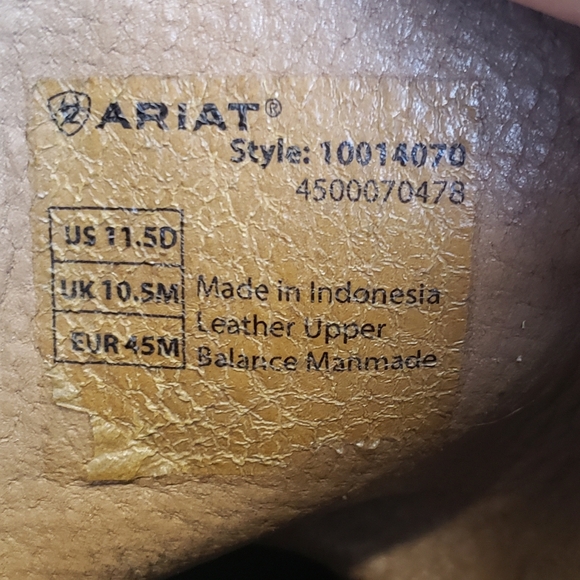 ARIAT®
Style: 10014070
4500070478
US 11.5D
UK 10.5M
EUR 45M
Made in Indonesia
Leather Upper
Balance Manmade